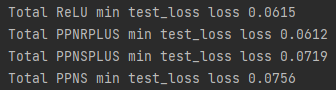 Total ReLU min test_loss loss 0.0615
Total PPNRPLUS min test_loss loss 0.0612
Total PPNSPLUS min test_loss loss 0.0719
Total PPNS min test_loss loss 0.0756